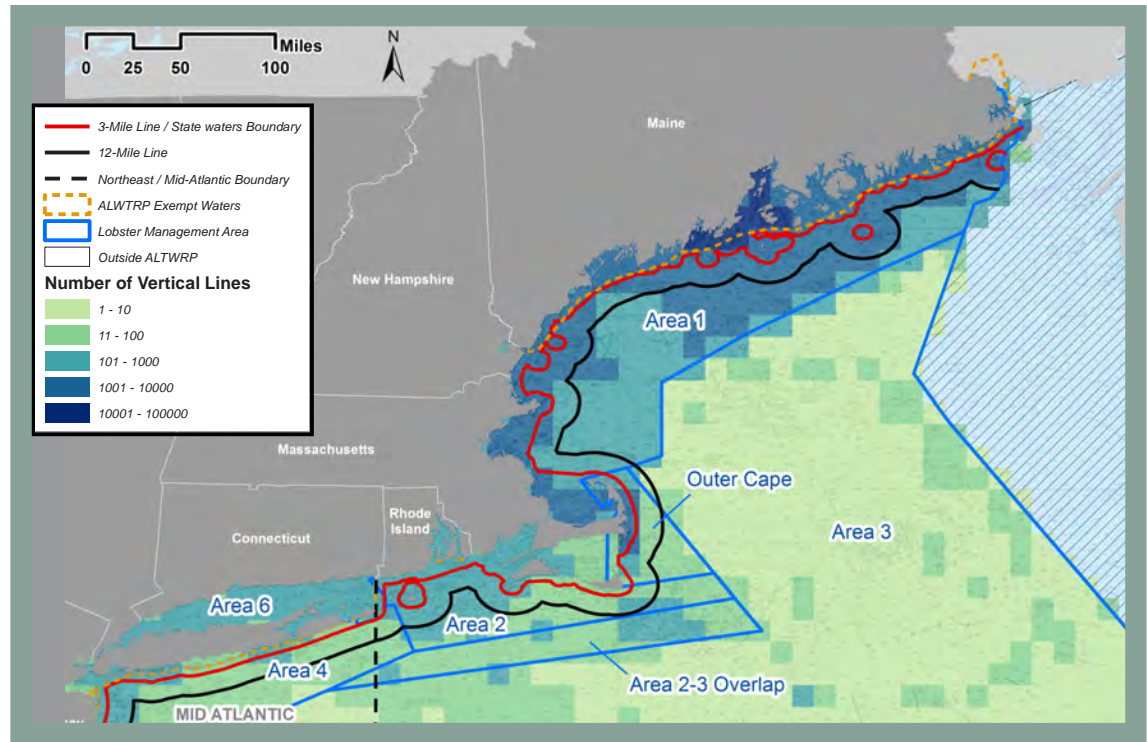 Miles
0 25 50 100
N
3-Mile Line / State waters Boundary
12-Mile Line
Northeast / Mid-Atlantic Boundary
ALWTRP Exempt Waters
Lobster Management Area
Outside ALTWRP
Number of Vertical Lines
1 - 10
11 - 100
101 - 1000
1001 - 10000
10001 - 100000
Maine
New Hampshire
Area 1
Massachusetts
Outer Cape
Rhode
Island
Connecticut
Area 3
Area 6
Area 2
Area 4
Area 2-3 Overlap
MID ATLANTIC